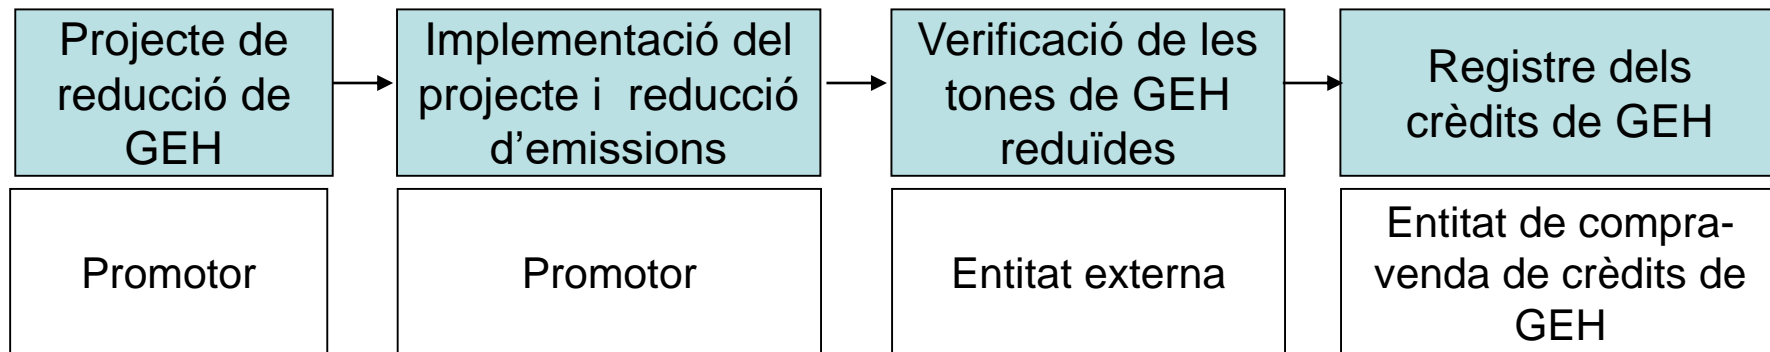 Projecte de
reducció de
GEH
Implementació del
projecte i  reducció
d’emissions
Verificació de les
tones de GEH
reduïdes
Registre dels
crèdits de GEH
Promotor
Promotor
Entitat externa
Entitat de compra-
venda de crèdits de
GEH